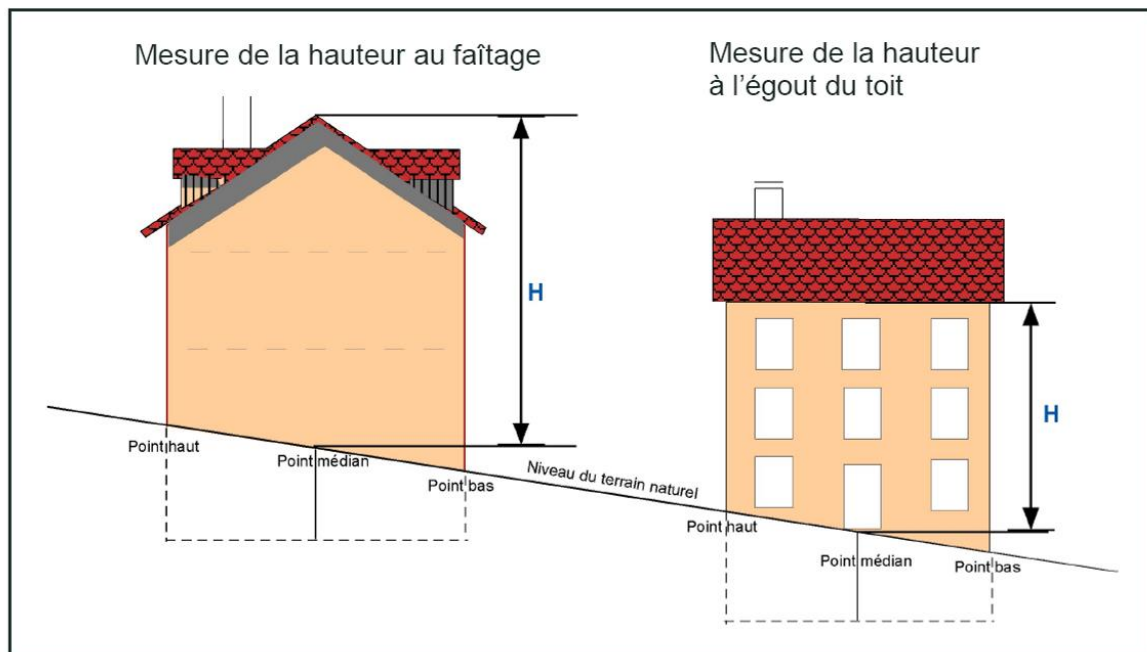 Mesure de la hauteur au faîtage
Mesure de la hauteur
à l'égout du toit
H
Point haut
Point médian
Point bas
Niveau du terrain naturel
H
Point haut
Point médian
Point bas